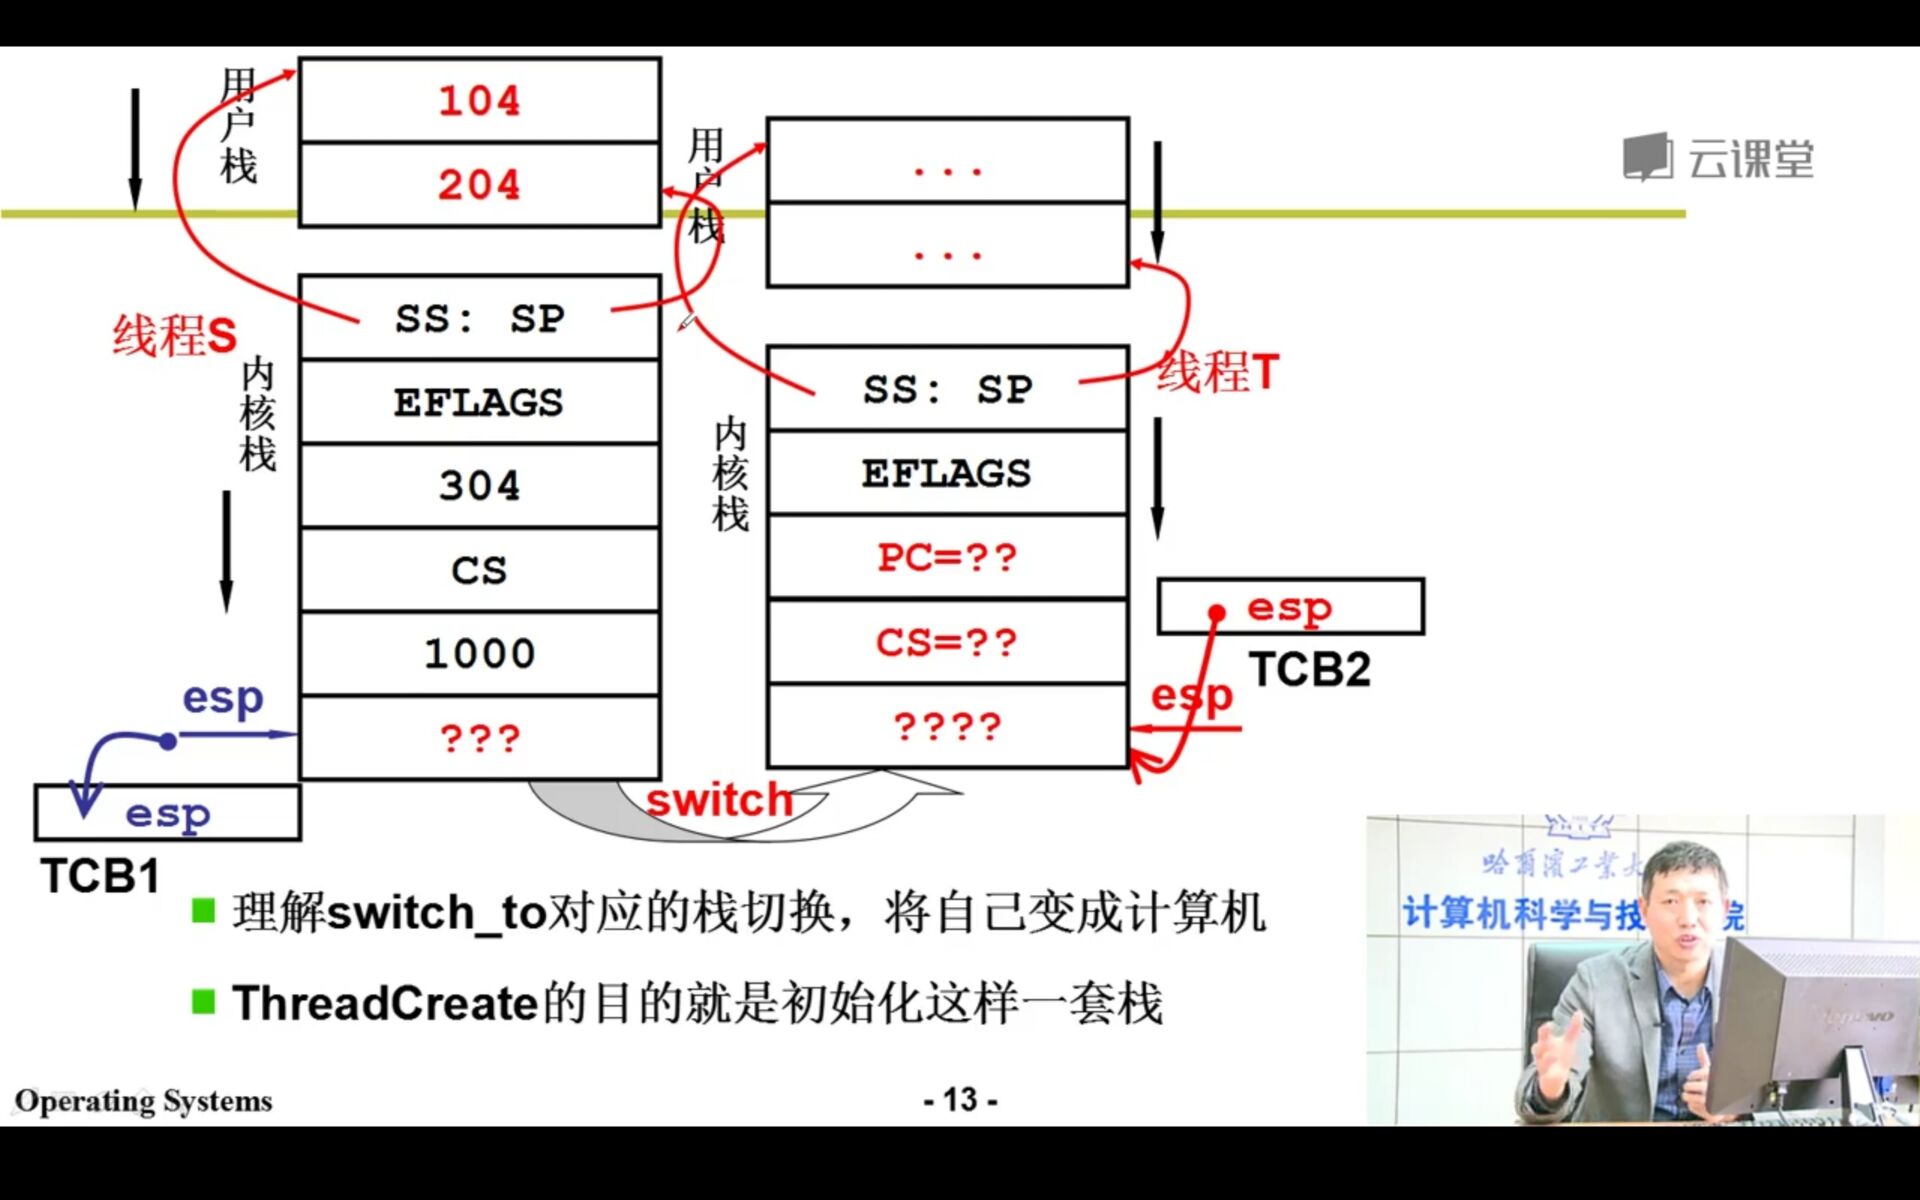 用户栈
104
204
用户栈
...
...
云课堂
线程S
内核栈
SS: SP
EFLAGS
304
CS
1000
???
esp
esp
TCB1
线程T
内核栈
SS: SP
EFLAGS
PC=??
CS=??
????
esp
TCB2
esp
switch
理解switch_to对应的栈切换，将自己变成计算机
ThreadCreate的目的就是初始化这样一套栈
哈爾濱工業大
计算机科学与技 院
lenovo
Operating Systems
- 13 -